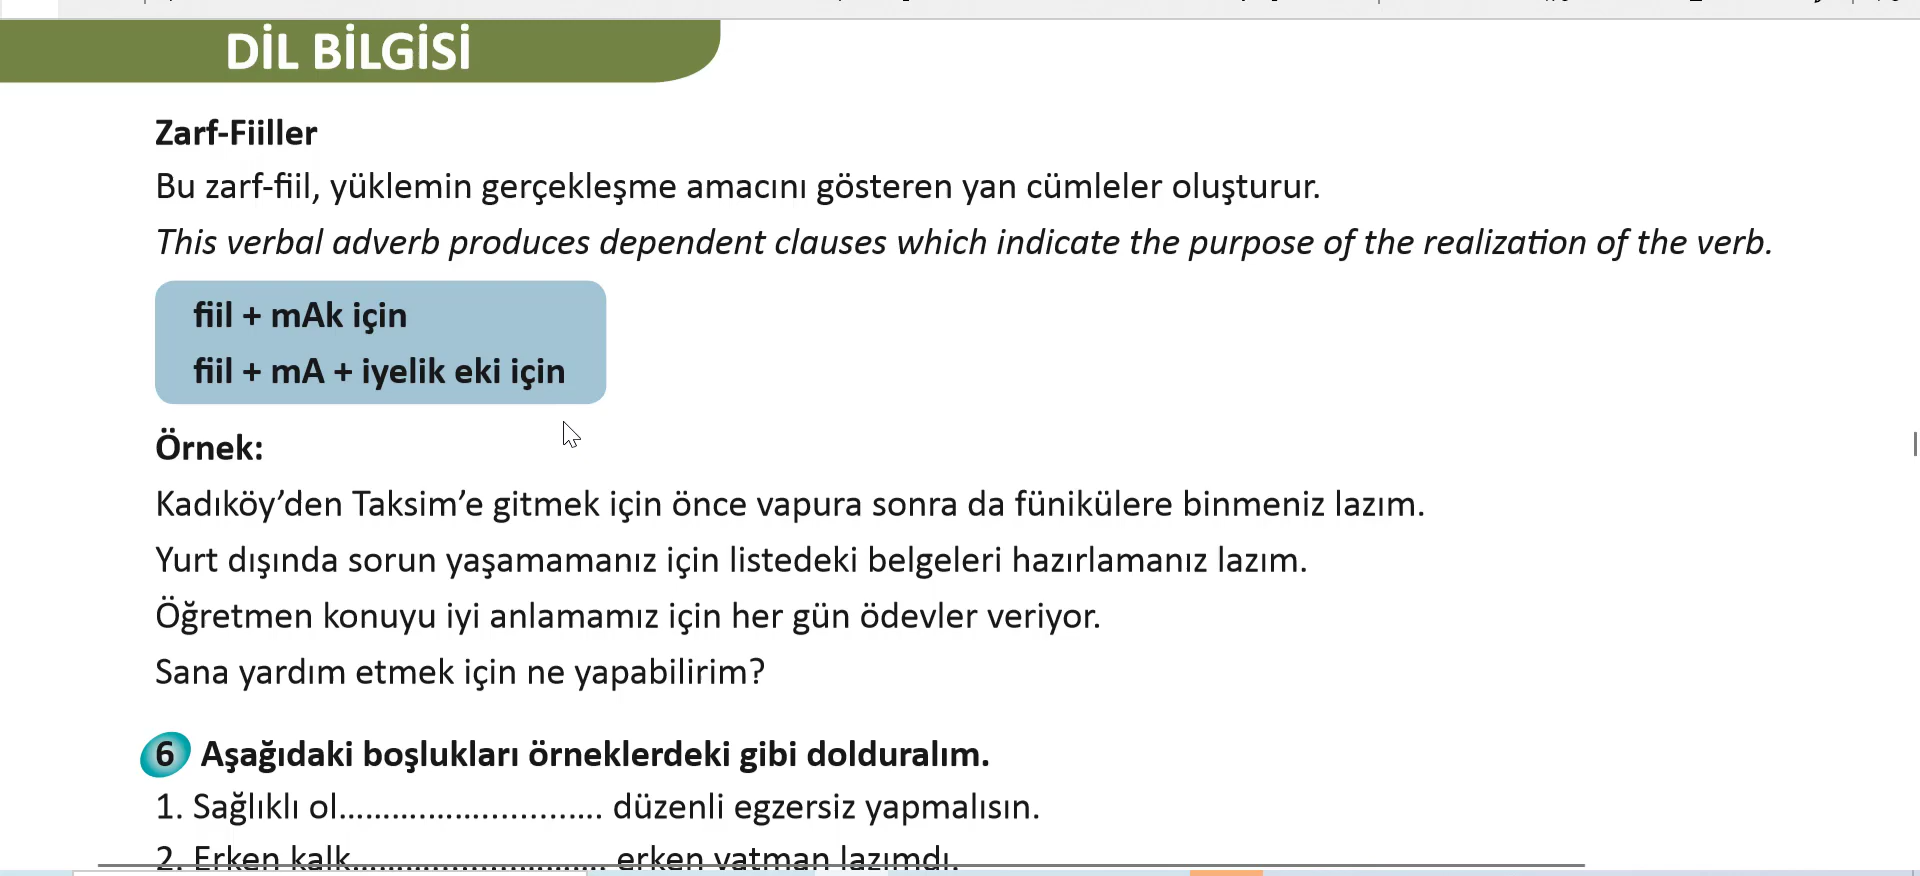 DİL BİLGİSİ
Zarf-Fiiller
Bu zarf-fiil, yüklemin gerçekleşme amacını gösteren yan cümleler oluşturur.
This verbal adverb produces dependent clauses which indicate the purpose of the realization of the verb.
fiil + mAk için
fiil + mA + iyelik eki için
Örnek:
Kadıköy’den Taksim’e gitmek için önce vapura sonra da fünikülere binmeniz lazım.
Yurt dışında sorun yaşamamanız için listedeki belgeleri hazırlamanız lazım.
Öğretmen konuyu iyi anlamamız için her gün ödevler veriyor.
Sana yardım etmek için ne yapabilirim?
6 Aşağıdaki boşlukları örneklerdeki gibi dolduralım.
1. Sağlıklı ol.............................. düzenli egzersiz yapmalısın.
2. Erken kalk............................ erken yatman lazımdı.